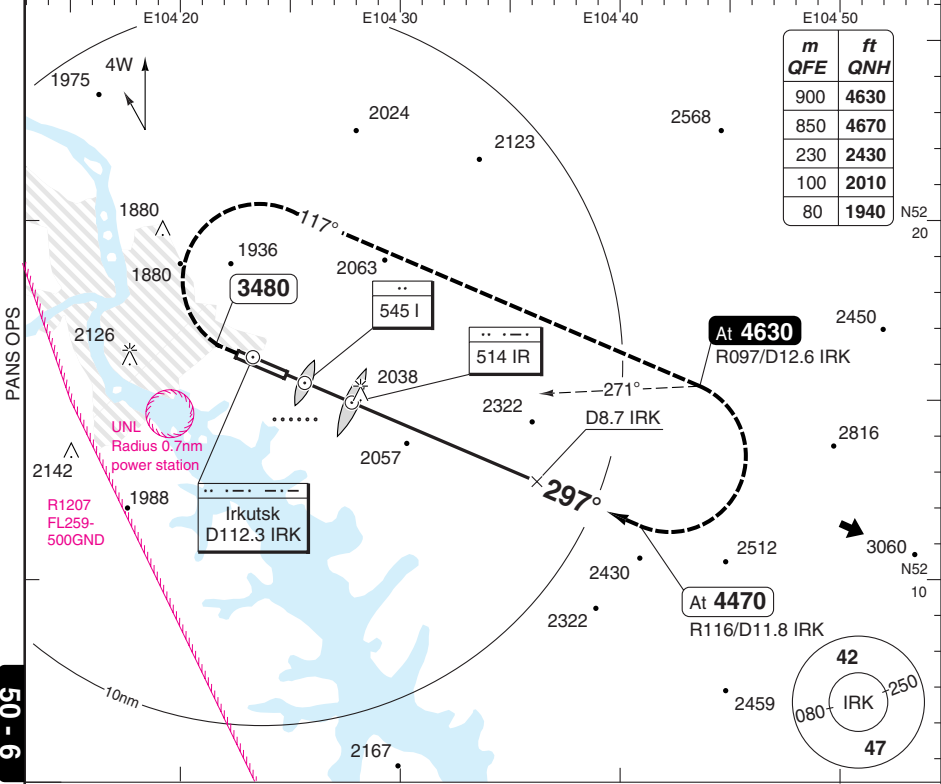 E104 20
E104 30
E104 40
E104 50
m
QFE
ft
QNH
900 4630
850 4670
230 2430
100 2010
80 1940
4W
1975
2024
2123
2568
N52
20
1880
117°
1936
1880
2063
3480
545 I
2450
At 4630
R097/D12.6 IRK
2126
514 IR
2038
271°
2322
D8.7 IRK
PANS OPS
UNL
Radius 0.7nm
power station
2057
2816
2142
1988
R1207
FL259-
500GND
Irkutsk
D112.3 IRK
297°
2512
3060
2430
N52
10
At 4470
R116/D11.8 IRK
2322
10nm
2459
42
250
IRK
080
47
2167
50 - 6